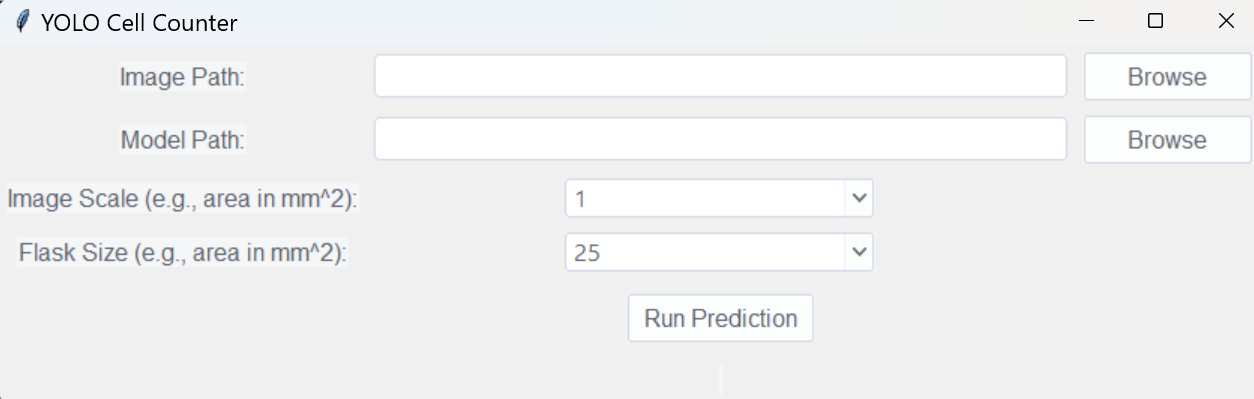 YOLO Cell Counter
Image Path: Browse
Model Path: Browse
Image Scale (e.g., area in mm^2): 1
Flask Size (e.g., area in mm^2): 25
Run Prediction